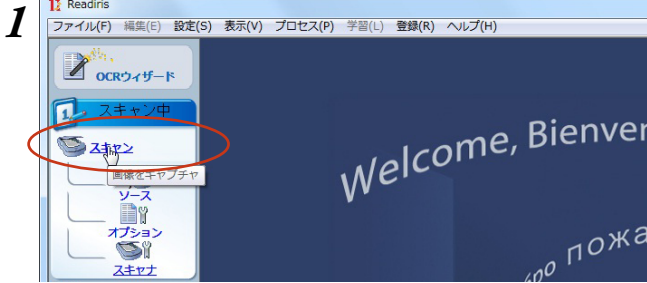 1
Readiris
ファイル(F) 編集(E) 設定(S) 表示(V) プロセス(P) 学習(L) 登録(R) ヘルプ(H)
OCRウィザード
1 スキャン中
スキャン
画像をキャプチャ
ソース
オプション
スキャナ
Welcome, Bienven
бро пожа